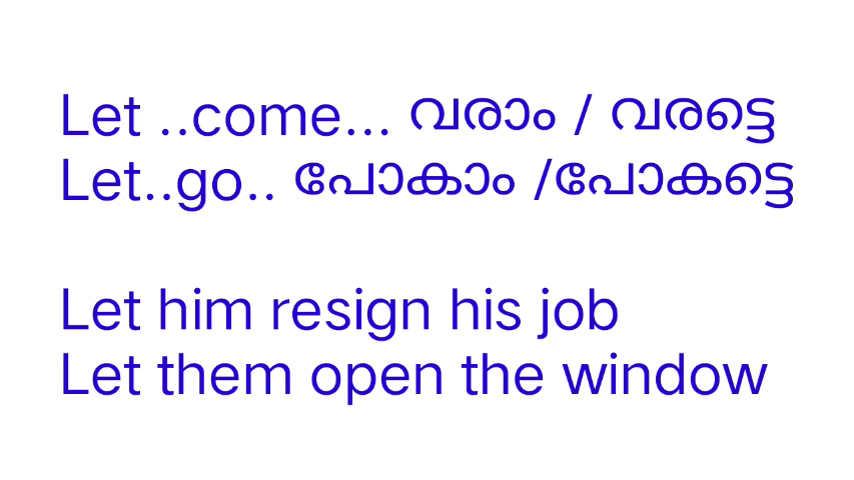 Let ..come... വരാം / വരട്ടെ
Let..go.. പോകാം /പോകട്ടെ
Let him resign his job
Let them open the window